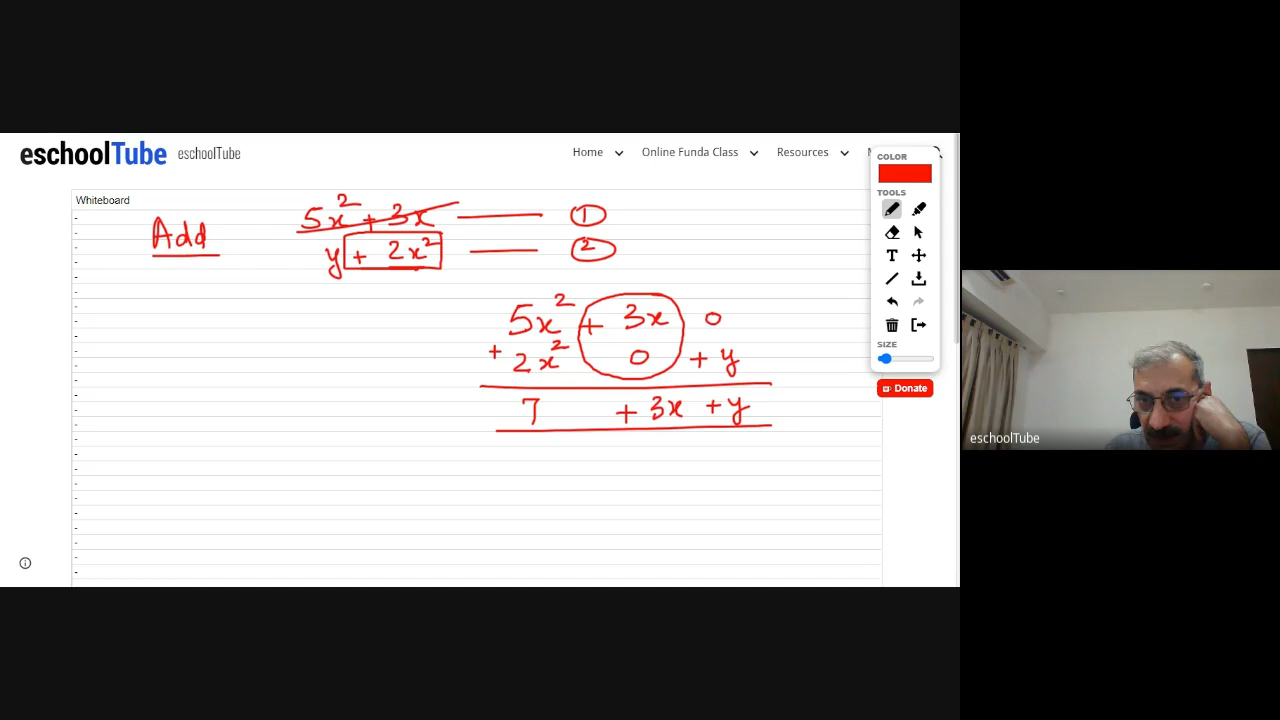 eschoolTube eschoolTube Home Online Funda Class Resources
COLOR
TOOLS
T
SIZE
Donate
Whiteboard
Add 5x² + 3x ——— ①
y + 2x² ——— ②
5x² + 3x 0
+ 2x² 0 + y
7 + 3x + y
eschoolTube